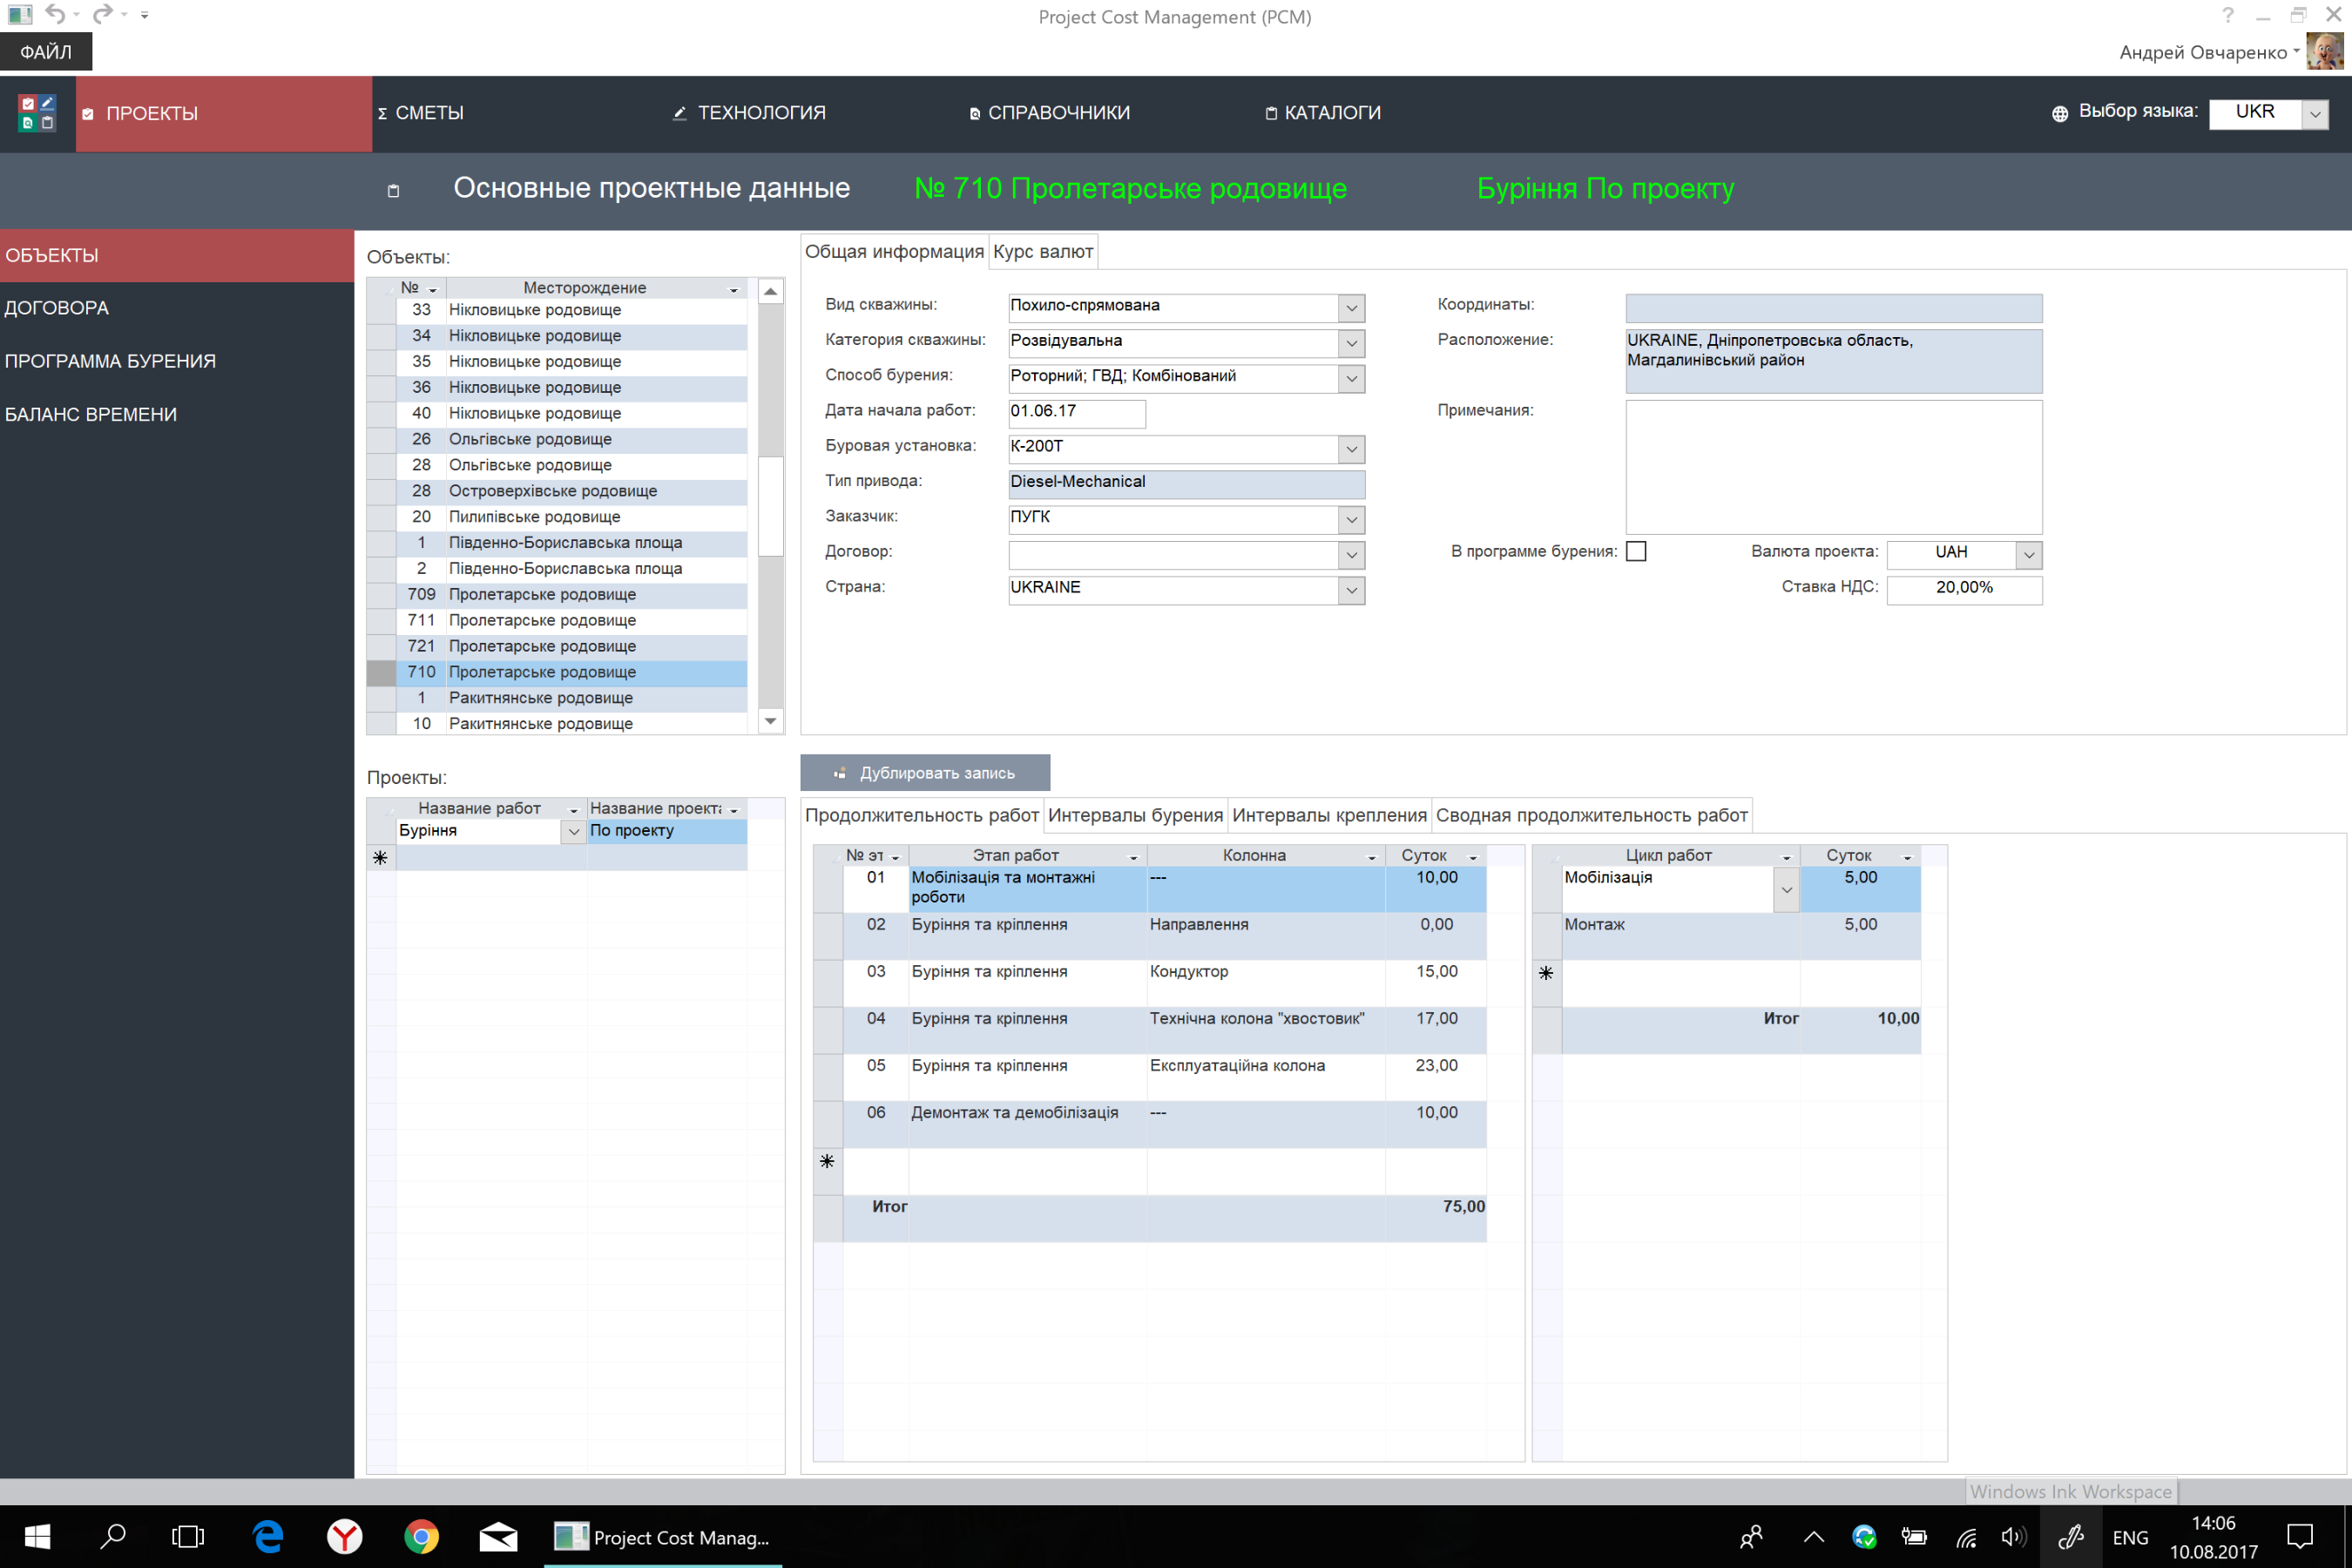 Project Cost Management (PCM)
ФАЙЛ
Андрей Овчаренко
ПРОЕКТЫ
Σ СМЕТЫ
ТЕХНОЛОГИЯ
СПРАВОЧНИКИ
КАТАЛОГИ
Выбор языка: UKR
Основные проектные данные
№ 710 Пролетарське родовище
Буріння По проекту
ОБЪЕКТЫ
ДОГОВОРА
ПРОГРАММА БУРЕНИЯ
БАЛАНС ВРЕМЕНИ
Объекты:
№ Месторождение
33 Нікловицьке родовище
34 Нікловицьке родовище
35 Нікловицьке родовище
36 Нікловицьке родовище
40 Нікловицьке родовище
26 Ольгівське родовище
28 Ольгівське родовище
28 Островерхівське родовище
20 Пилипівське родовище
1 Південно-Бориславська площа
2 Південно-Бориславська площа
709 Пролетарське родовище
711 Пролетарське родовище
721 Пролетарське родовище
710 Пролетарське родовище
1 Ракитнянське родовище
10 Ракитнянське родовище
Общая информация Курс валют
Вид скважины: Похило-спрямована
Категория скважины: Розвідувальна
Способ бурения: Роторний; ГВД; Комбінований
Дата начала работ: 01.06.17
Буровая установка: К-200Т
Тип привода: Diesel-Mechanical
Заказчик: ПУГК
Договор:
Страна: UKRAINE
Координаты:
Расположение: UKRAINE, Дніпропетровська область,
Магдалинівський район
Примечания:
В программе бурения:
Валюта проекта: UAH
Ставка НДС: 20,00%
Проекты:
Название работ Название проекта
Буріння По проекту
Дублировать запись
Продолжительность работ Интервалы бурения Интервалы крепления Сводная продолжительность работ
№ эт Этап работ Колонна Суток
01 Мобілізація та монтажні --- 10,00
роботи
02 Буріння та кріплення Направлення 0,00
03 Буріння та кріплення Кондуктор 15,00
04 Буріння та кріплення Технічна колона "хвостовик" 17,00
05 Буріння та кріплення Експлуатаційна колона 23,00
06 Демонтаж та демобілізація --- 10,00
Итог 75,00
Цикл работ Суток
Мобілізація 5,00
Монтаж 5,00
Итог 10,00
Windows Ink Workspace
Project Cost Manag...
ENG
14:06
10.08.2017